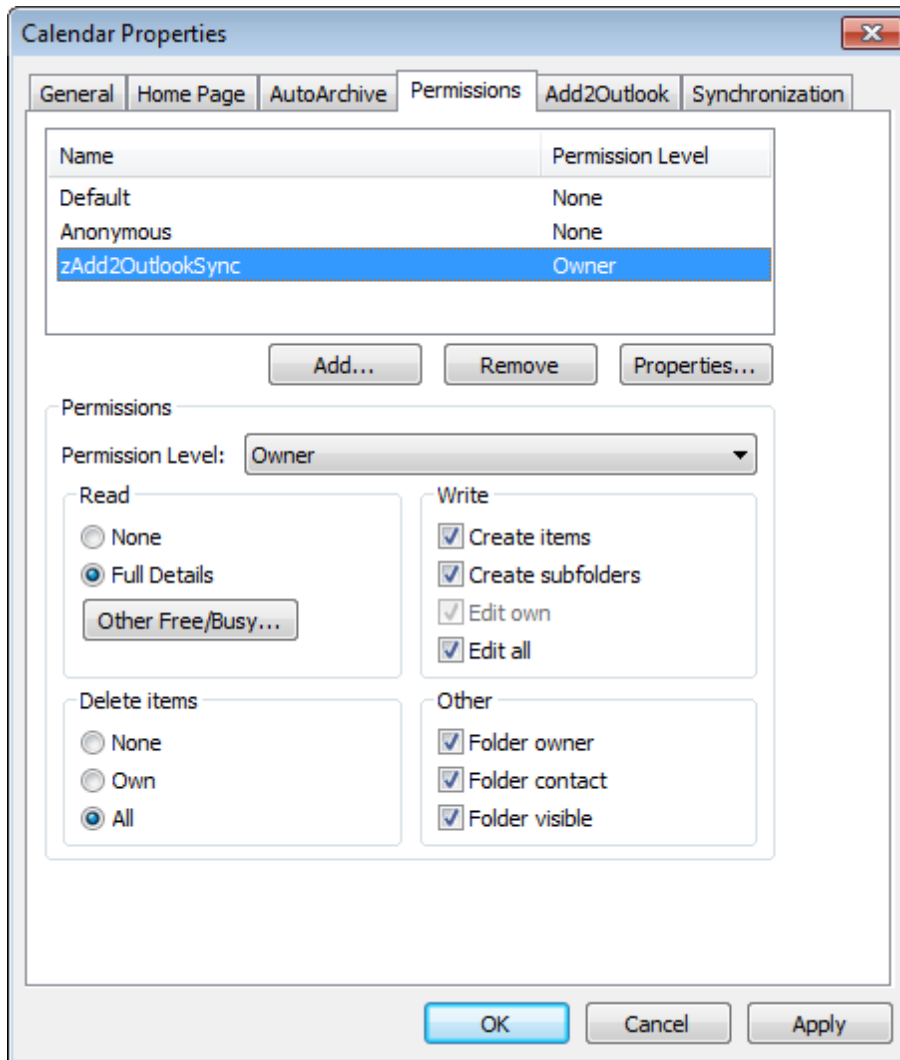 Calendar Properties
General Home Page AutoArchive Permissions Add2Outlook Synchronization
Name Permission Level
Default None
Anonymous None
zAdd2OutlookSync Owner
Add... Remove Properties...
Permissions
Permission Level: Owner
Read Write
None Create items
Full Details Create subfolders
Other Free/Busy... Edit own
Edit all
Delete items Other
None Folder owner
Own Folder contact
All Folder visible
OK Cancel Apply